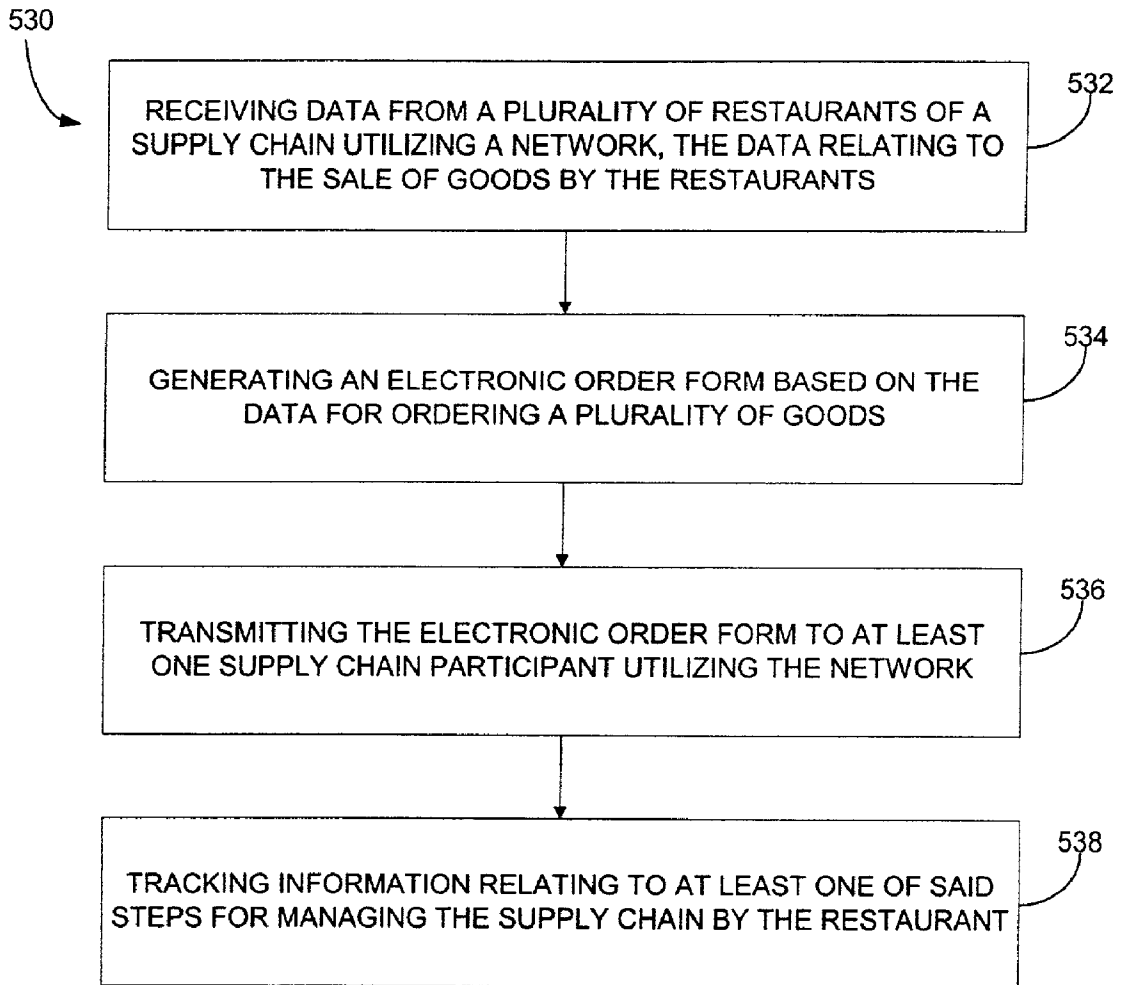 530
RECEIVING DATA FROM A PLURALITY OF RESTAURANTS OF A
SUPPLY CHAIN UTILIZING A NETWORK, THE DATA RELATING TO
THE SALE OF GOODS BY THE RESTAURANTS
532
GENERATING AN ELECTRONIC ORDER FORM BASED ON THE
DATA FOR ORDERING A PLURALITY OF GOODS
534
TRANSMITTING THE ELECTRONIC ORDER FORM TO AT LEAST
ONE SUPPLY CHAIN PARTICIPANT UTILIZING THE NETWORK
536
TRACKING INFORMATION RELATING TO AT LEAST ONE OF SAID
STEPS FOR MANAGING THE SUPPLY CHAIN BY THE RESTAURANT
538